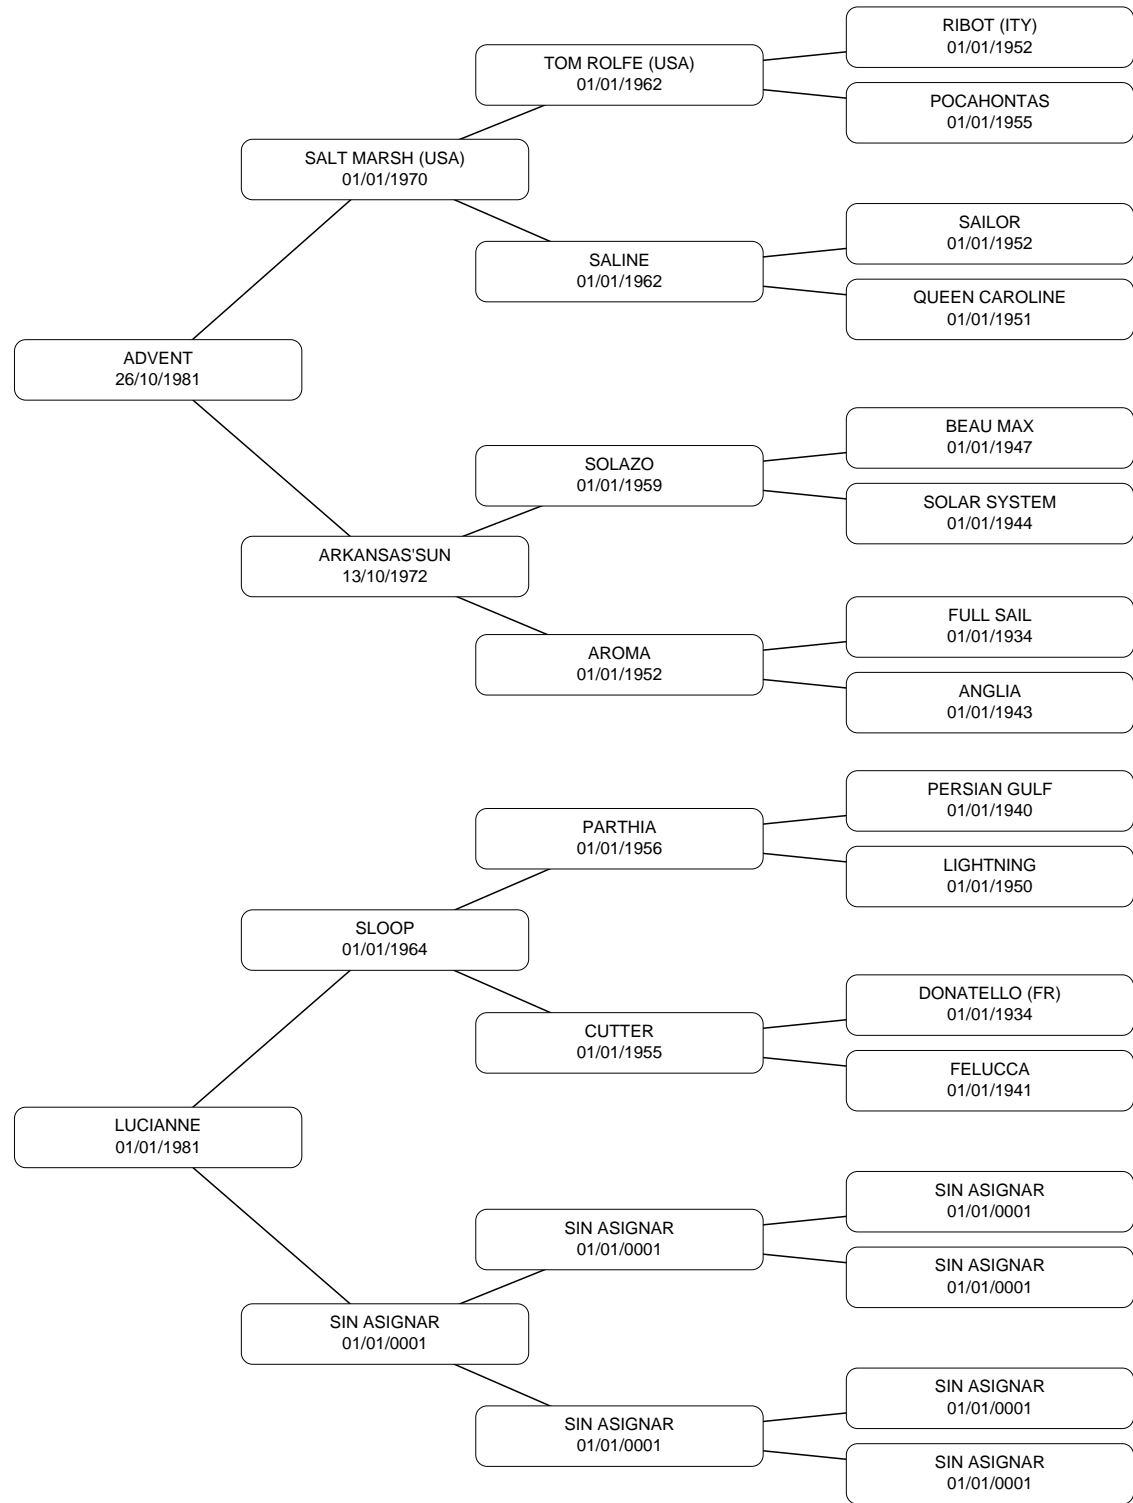 RIBOT (ITY)
01/01/1952
TOM ROLFE (USA)
01/01/1962
POCAHONTAS
01/01/1955
SALT MARSH (USA)
01/01/1970
SAILOR
01/01/1952
SALINE
01/01/1962
QUEEN CAROLINE
01/01/1951
ADVENT
26/10/1981
BEAU MAX
01/01/1947
SOLAZO
01/01/1959
SOLAR SYSTEM
01/01/1944
ARKANSAS'SUN
13/10/1972
FULL SAIL
01/01/1934
AROMA
01/01/1952
ANGLIA
01/01/1943
PERSIAN GULF
01/01/1940
PARTHIA
01/01/1956
LIGHTNING
01/01/1950
SLOOP
01/01/1964
DONATELLO (FR)
01/01/1934
CUTTER
01/01/1955
FELUCCA
01/01/1941
LUCIANNE
01/01/1981
SIN ASIGNAR
01/01/0001
SIN ASIGNAR
01/01/0001
SIN ASIGNAR
01/01/0001
SIN ASIGNAR
01/01/0001
SIN ASIGNAR
01/01/0001
SIN ASIGNAR
01/01/0001
SIN ASIGNAR
01/01/0001